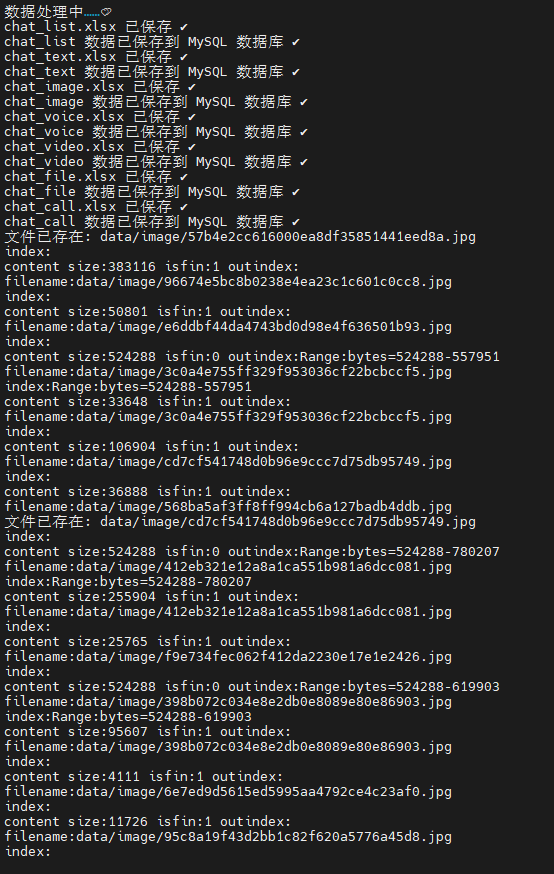 数据处理中……
chat_list.xlsx 已保存 ✔
chat_list 数据已保存到 MySQL 数据库 ✔
chat_text.xlsx 已保存 ✔
chat_text 数据已保存到 MySQL 数据库 ✔
chat_image.xlsx 已保存 ✔
chat_image 数据已保存到 MySQL 数据库 ✔
chat_voice.xlsx 已保存 ✔
chat_voice 数据已保存到 MySQL 数据库 ✔
chat_video.xlsx 已保存 ✔
chat_video 数据已保存到 MySQL 数据库 ✔
chat_file.xlsx 已保存 ✔
chat_file 数据已保存到 MySQL 数据库 ✔
chat_call.xlsx 已保存 ✔
chat_call 数据已保存到 MySQL 数据库 ✔
文件已存在: data/image/57b4e2cc616000ea8df35851441eed8a.jpg
index:
content size:383116 isfin:1 outindex:
filename:data/image/96674e5bc8b0238e4ea23c1c601c0cc8.jpg
index:
content size:50801 isfin:1 outindex:
filename:data/image/e6ddbf44da4743bd0d98e4f636501b93.jpg
index:
content size:524288 isfin:0 outindex:Range:bytes=524288-557951
filename:data/image/3c0a4e755ff329f953036cf22bcbccf5.jpg
index:Range:bytes=524288-557951
content size:33648 isfin:1 outindex:
filename:data/image/3c0a4e755ff329f953036cf22bcbccf5.jpg
index:
content size:106904 isfin:1 outindex:
filename:data/image/cd7cf541748d0b96e9ccc7d75db95749.jpg
index:
content size:36888 isfin:1 outindex:
filename:data/image/568ba5af3ff8ff994cb6a127badb4ddb.jpg
文件已存在: data/image/cd7cf541748d0b96e9ccc7d75db95749.jpg
index:
content size:524288 isfin:0 outindex:Range:bytes=524288-780207
filename:data/image/412eb321e12a8a1ca551b981a6dcc081.jpg
index:Range:bytes=524288-780207
content size:255904 isfin:1 outindex:
filename:data/image/412eb321e12a8a1ca551b981a6dcc081.jpg
index:
content size:25765 isfin:1 outindex:
filename:data/image/f9e734fec062f412da2230e17e1e2426.jpg
index:
content size:524288 isfin:0 outindex:Range:bytes=524288-619903
filename:data/image/398b072c034e8e2db0e8089e80e86903.jpg
index:Range:bytes=524288-619903
content size:95607 isfin:1 outindex:
filename:data/image/398b072c034e8e2db0e8089e80e86903.jpg
index:
content size:4111 isfin:1 outindex:
filename:data/image/6e7ed9d5615ed5995aa4792ce4c23af0.jpg
index:
content size:11726 isfin:1 outindex:
filename:data/image/95c8a19f43d2bb1c82f620a5776a45d8.jpg
index: